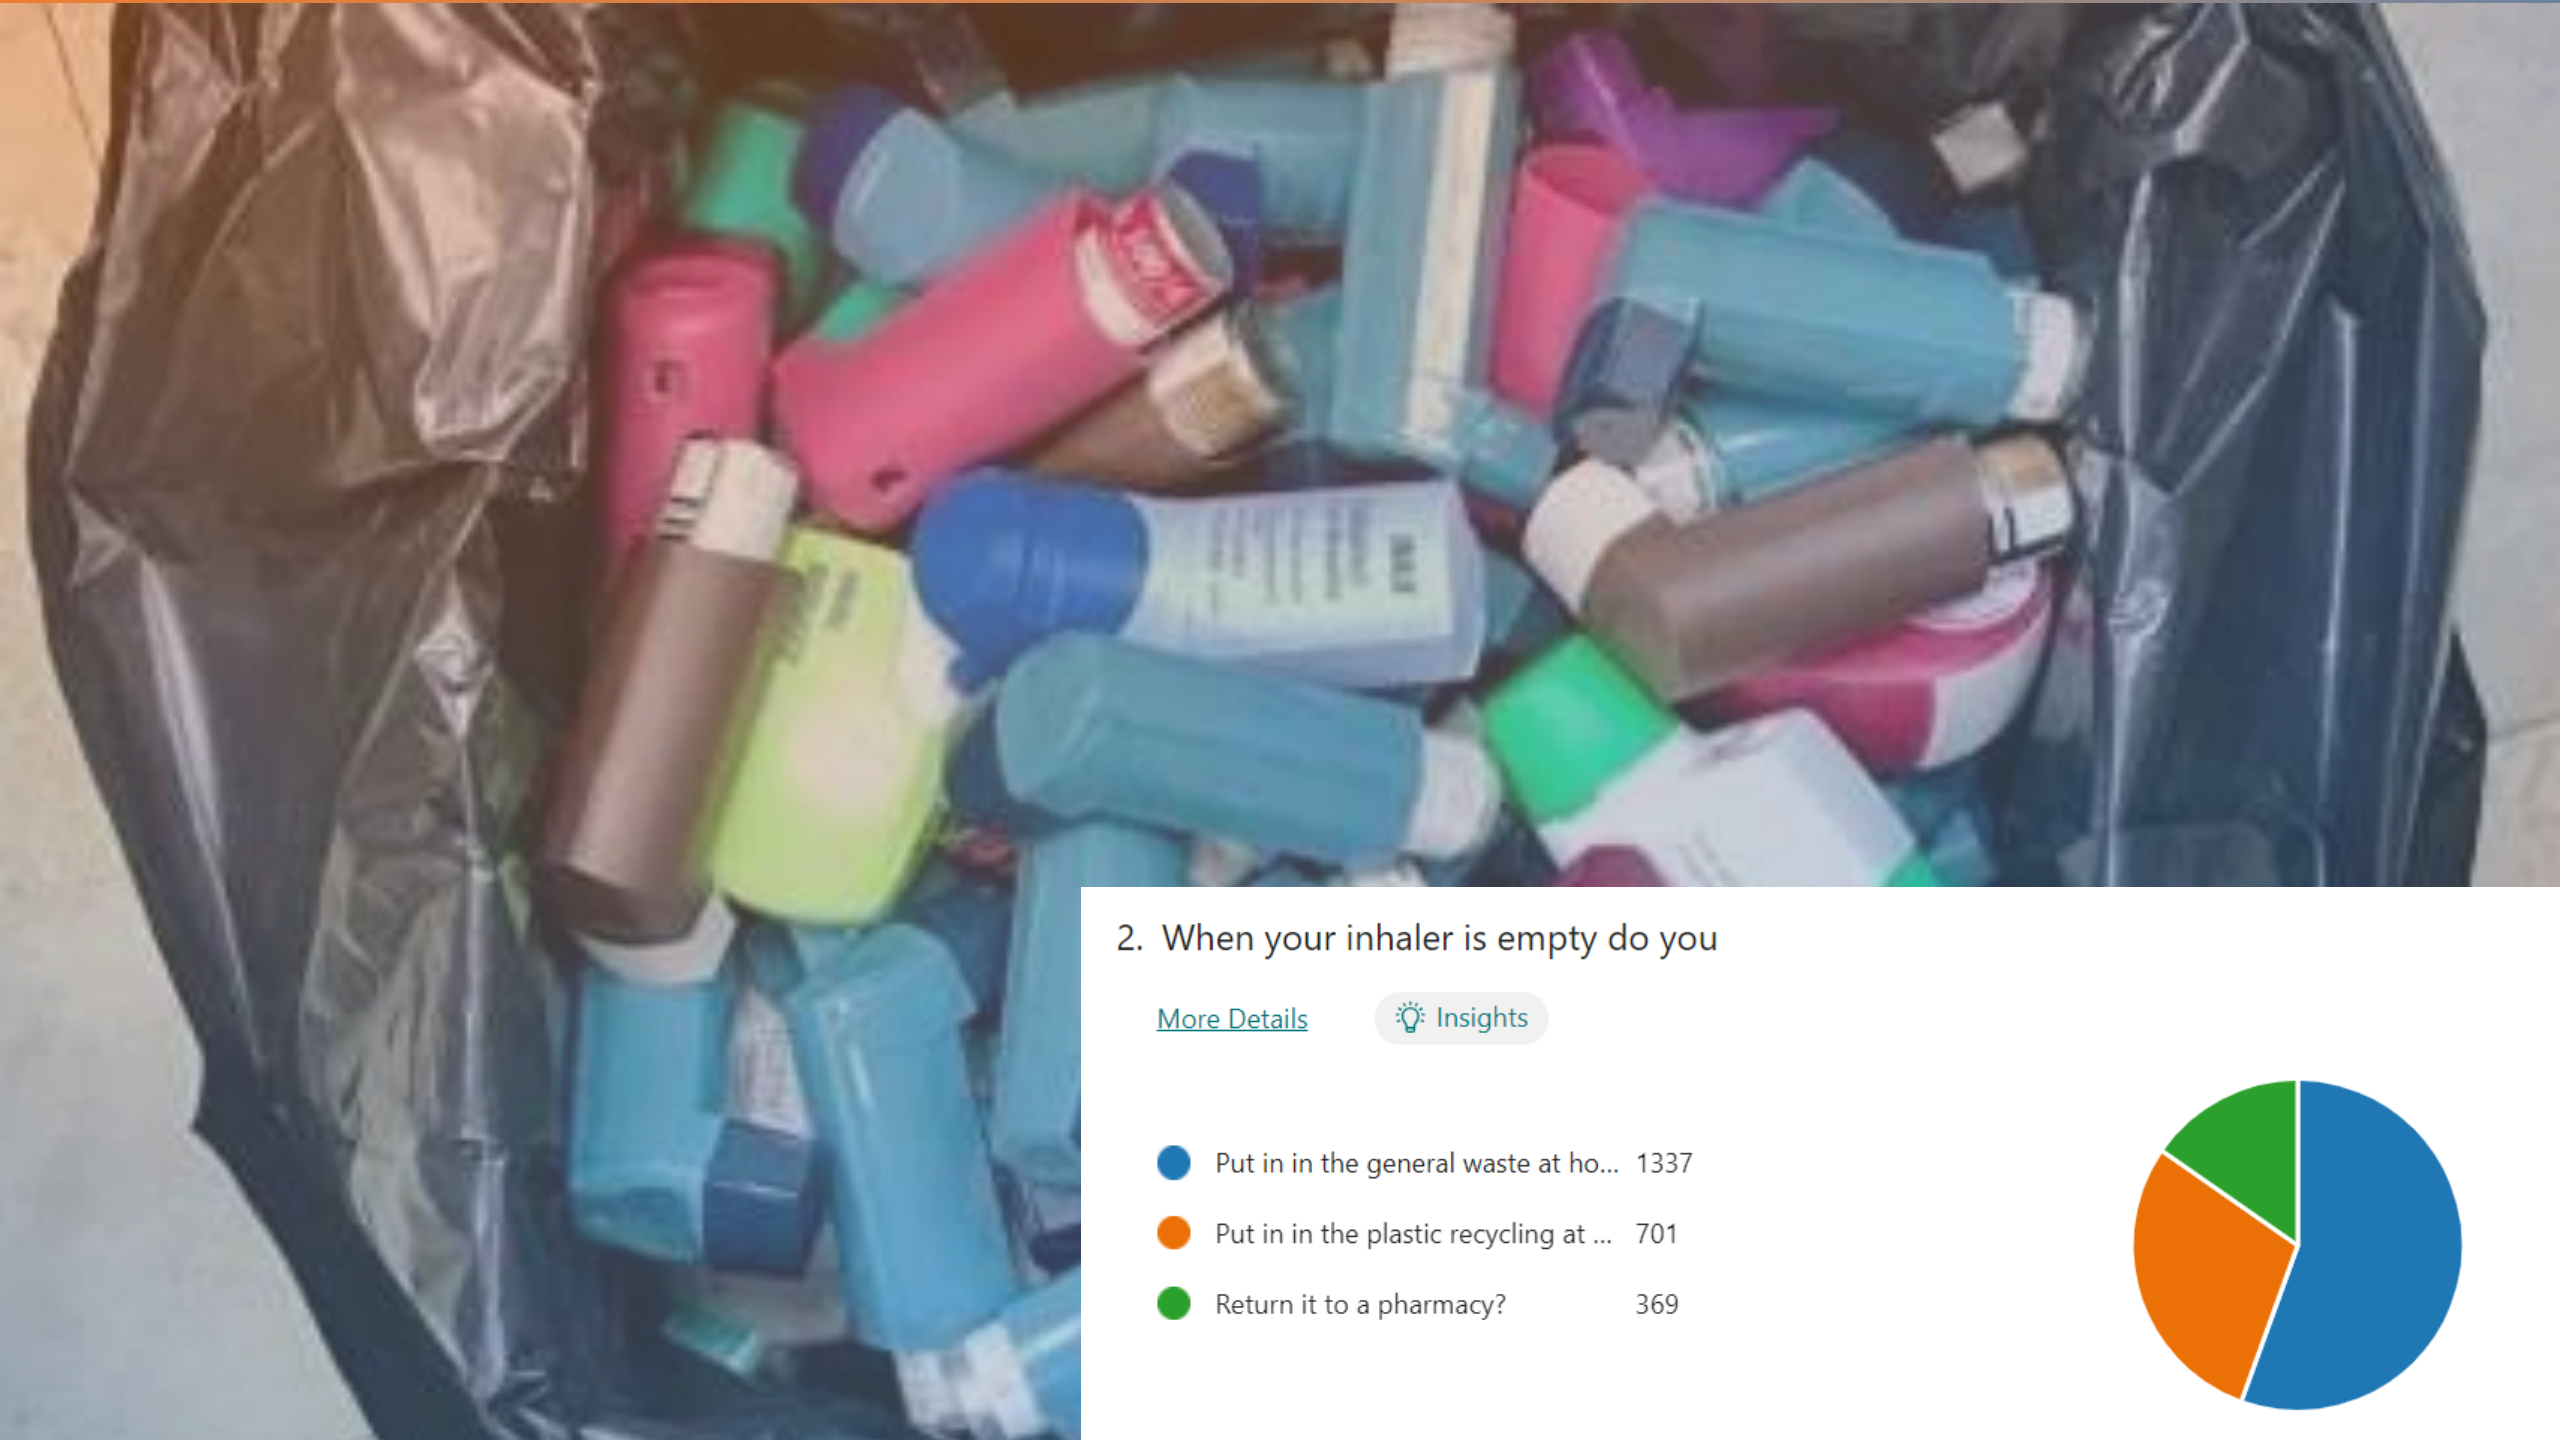 2. When your inhaler is empty do you
More Details
Insights
Put in in the general waste at ho... 1337
Put in in the plastic recycling at ... 701
Return it to a pharmacy? 369